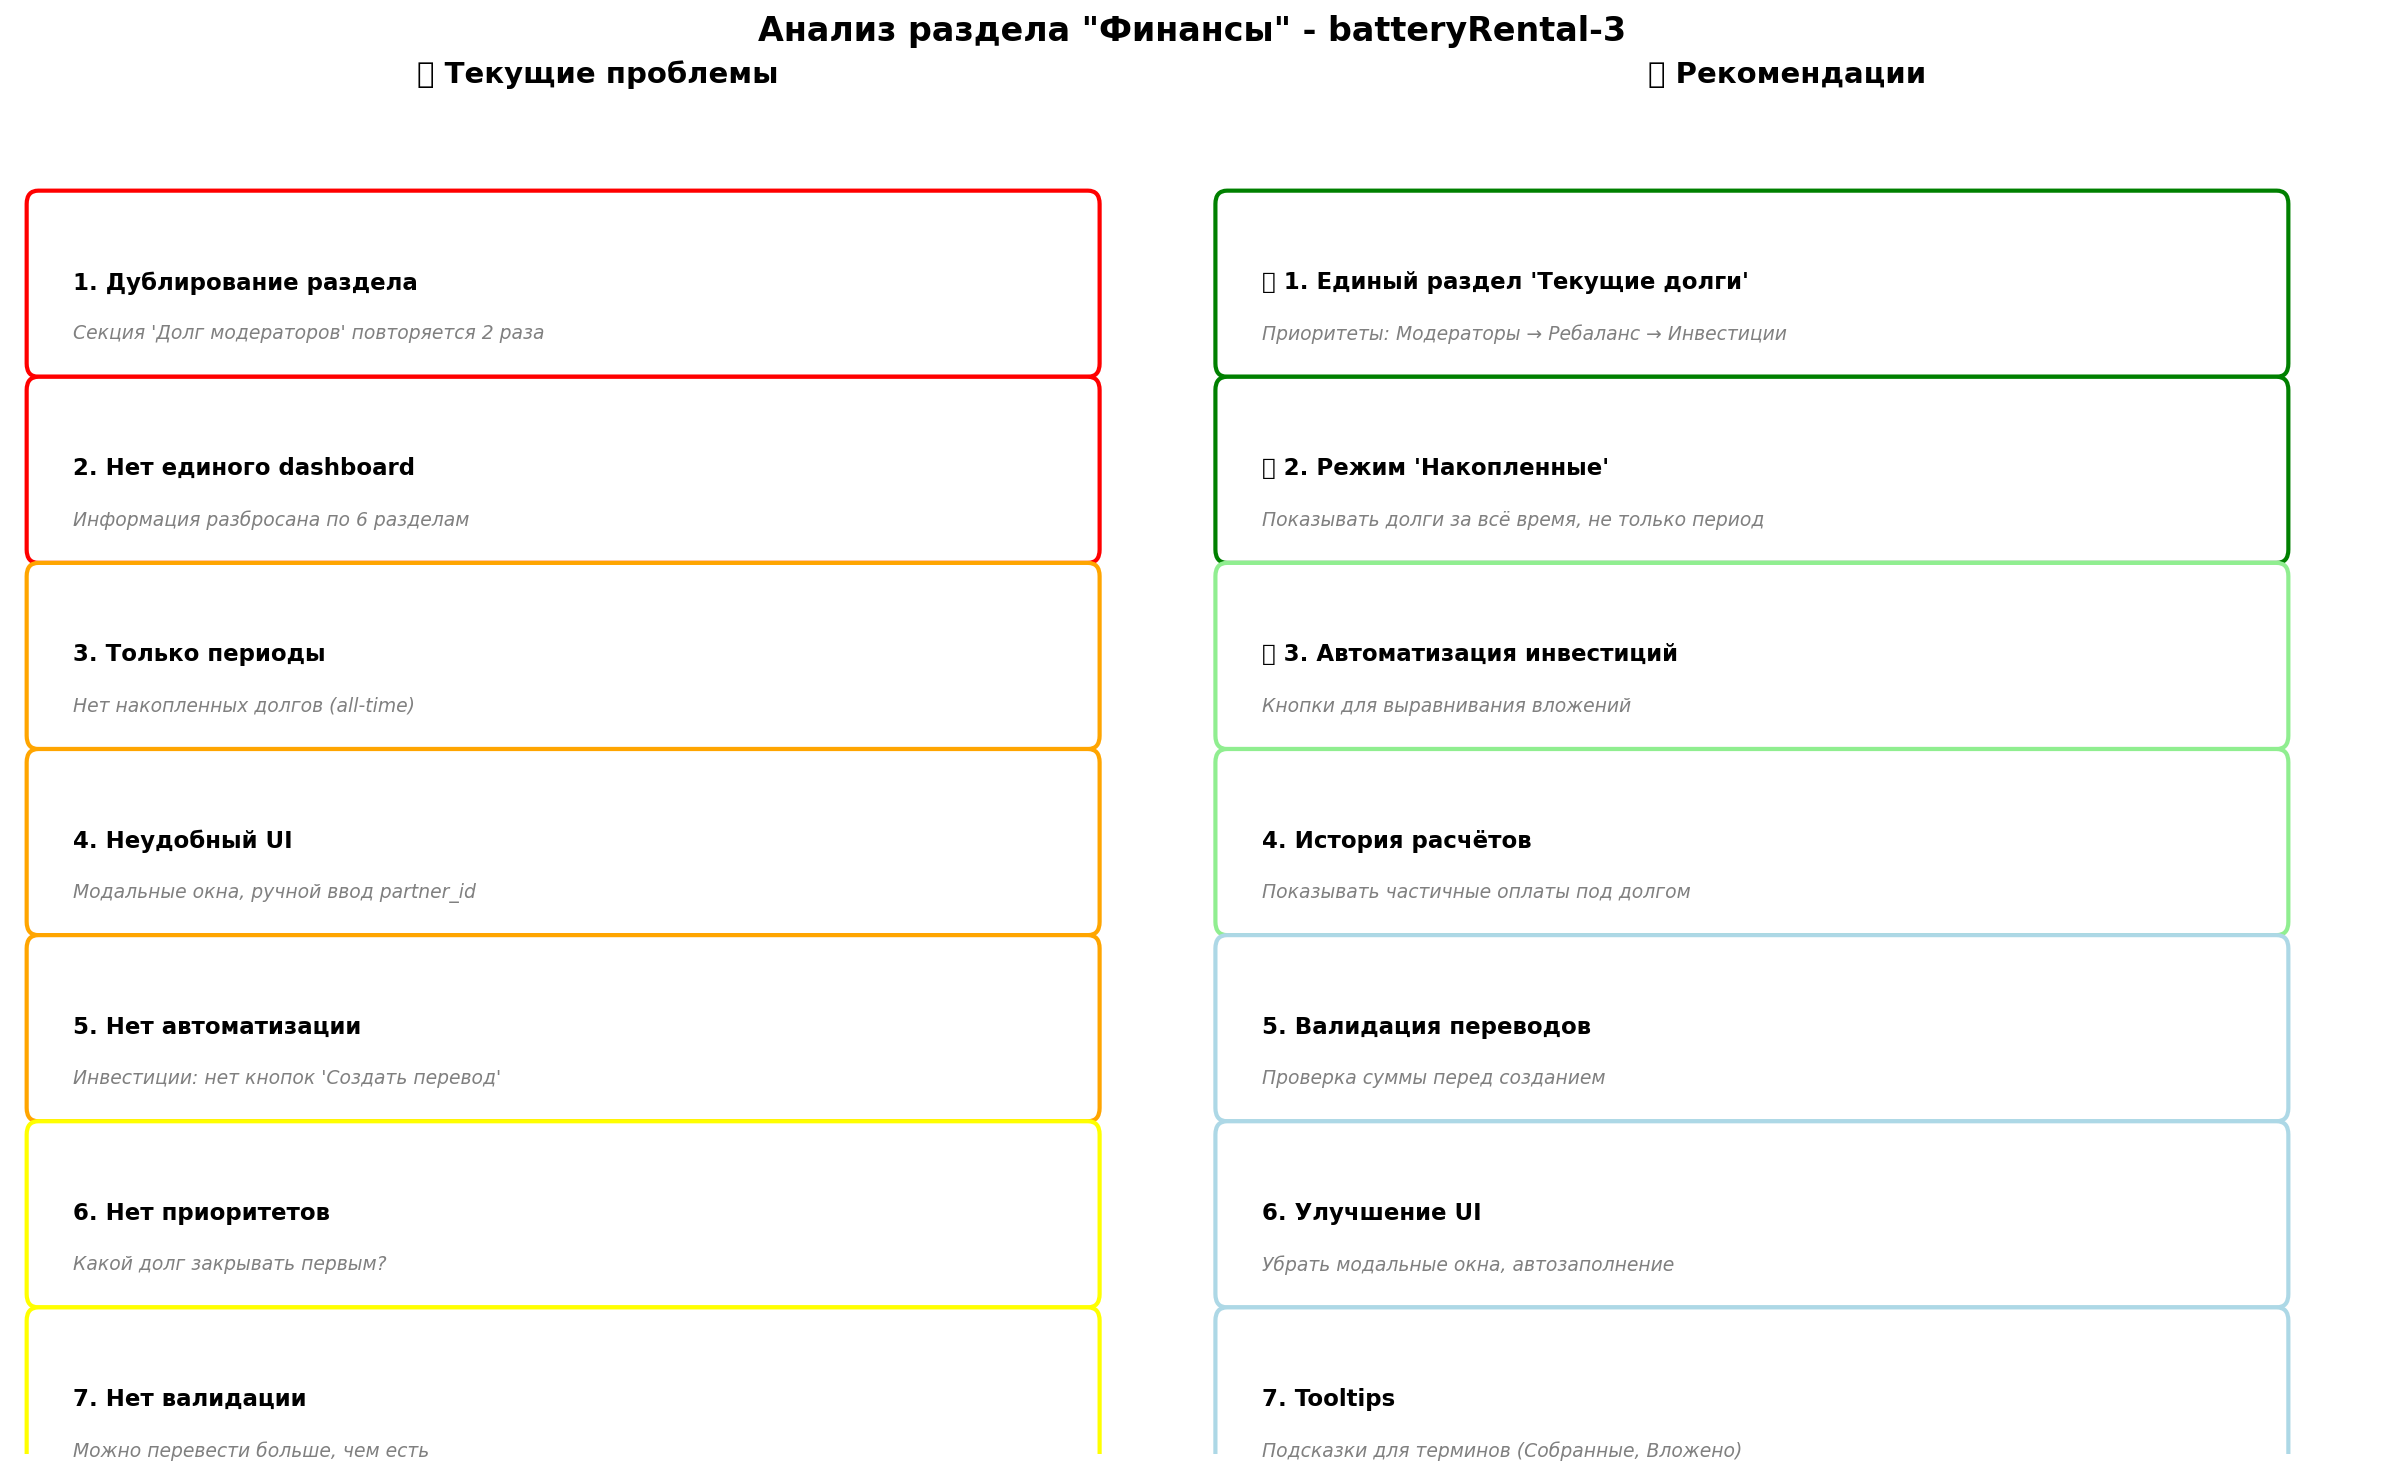 Анализ раздела "Финансы" - batteryRental-3
▯ Текущие проблемы
1. Дублирование раздела
Секция 'Долг модераторов' повторяется 2 раза
2. Нет единого dashboard
Информация разбросана по 6 разделам
3. Только периоды
Нет накопленных долгов (all-time)
4. Неудобный UI
Модальные окна, ручной ввод partner_id
5. Нет автоматизации
Инвестиции: нет кнопок 'Создать перевод'
6. Нет приоритетов
Какой долг закрывать первым?
7. Нет валидации
Можно перевести больше, чем есть
▯ Рекомендации
▯ 1. Единый раздел 'Текущие долги'
Приоритеты: Модераторы → Ребаланс → Инвестиции
▯ 2. Режим 'Накопленные'
Показывать долги за всё время, не только период
▯ 3. Автоматизация инвестиций
Кнопки для выравнивания вложений
4. История расчётов
Показывать частичные оплаты под долгом
5. Валидация переводов
Проверка суммы перед созданием
6. Улучшение UI
Убрать модальные окна, автозаполнение
7. Tooltips
Подсказки для терминов (Собранные, Вложено)